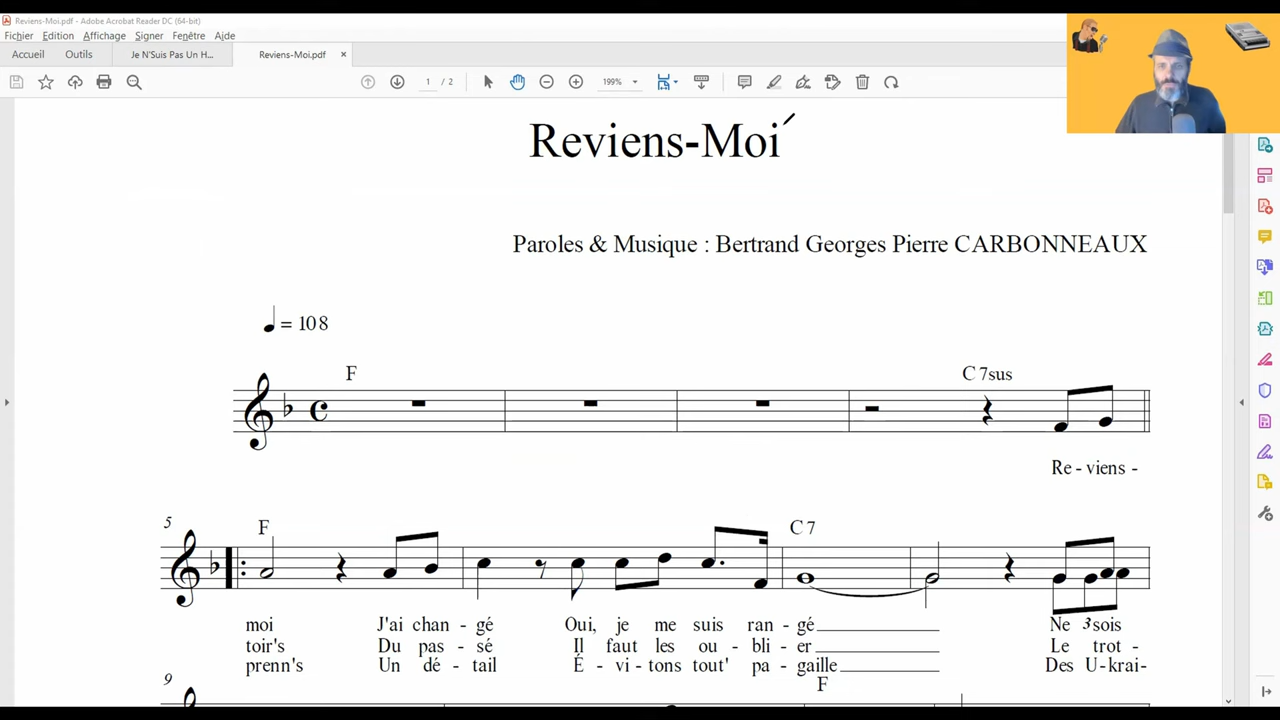 Reviens-Moi.pdf - Adobe Acrobat Reader DC (64-bit)
Fichier Edition Affichage Signer Fenêtre Aide
Accueil Outils Je N'Suis Pas Un H... Reviens-Moi.pdf ×
1 / 2 199%
Reviens-Moi
Paroles & Musique : Bertrand Georges Pierre CARBONNEAUX
= 108
F C 7sus
Re - viens -
5 F C 7
3
moi J'ai chan - gé Oui, je me suis ran - gé Ne sois
toir's Du pas - sé Il faut les ou - bli - er Le trot -
prenn's Un dé - tail É - vi - tons tout' pa - gaille Des U-krai-
9 F